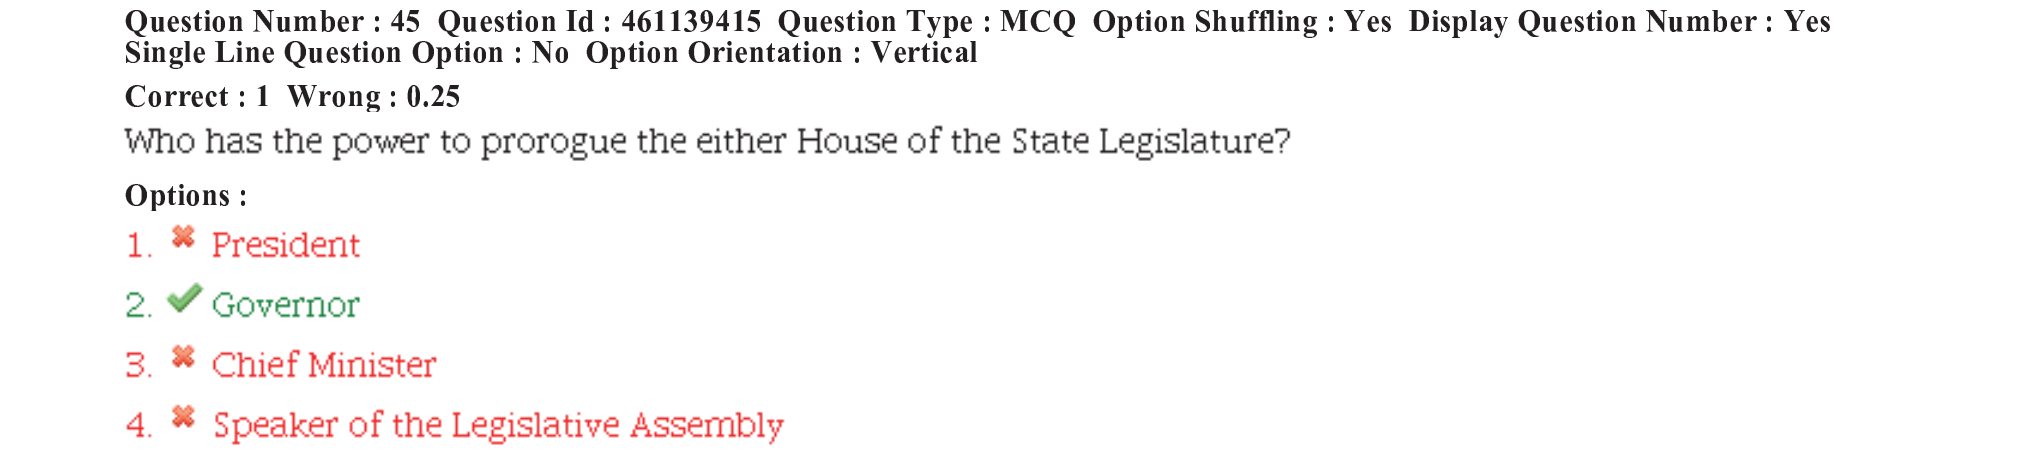 Question Number : 45 Question Id : 461139415 Question Type : MCQ Option Shuffling : Yes Display Question Number : Yes
Single Line Question Option : No Option Orientation : Vertical
Correct : 1 Wrong : 0.25
Who has the power to prorogue the either House of the State Legislature?
Options :
1. ✖ President
2. ✔ Governor
3. ✖ Chief Minister
4. ✖ Speaker of the Legislative Assembly